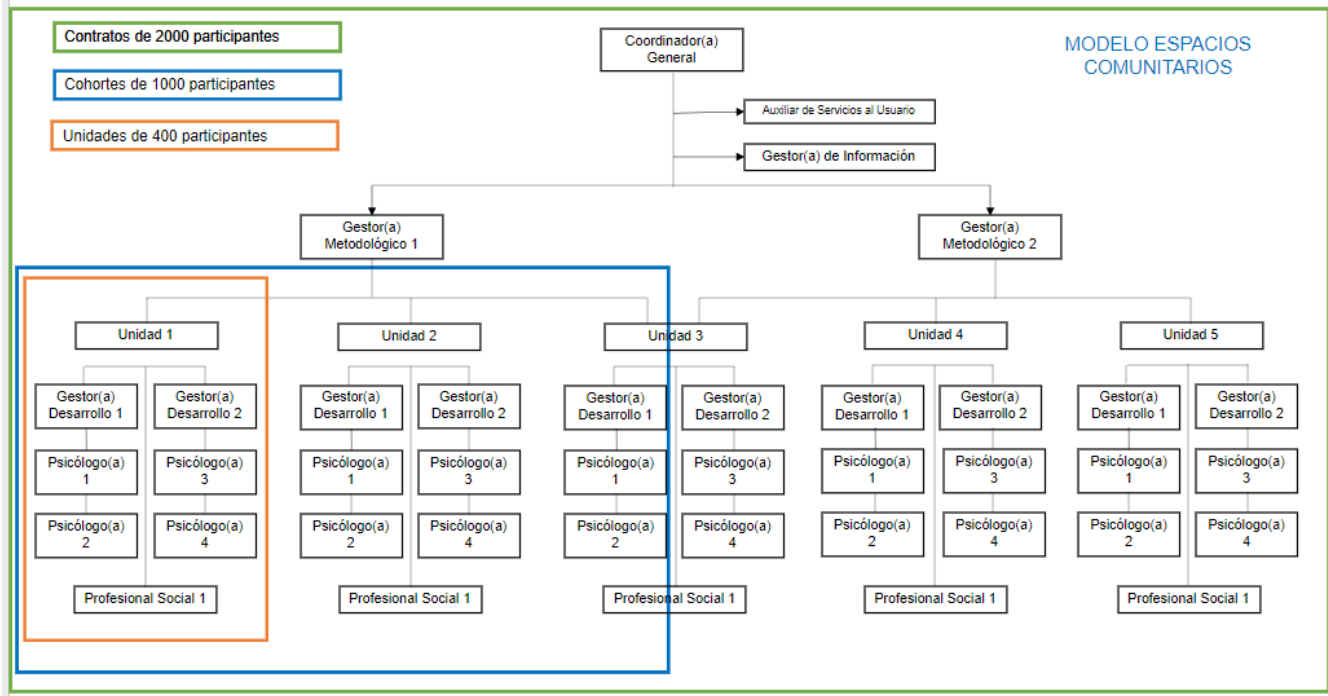 Contratos de 2000 participantes
Cohortes de 1000 participantes
Unidades de 400 participantes
Coordinador(a)
General
MODELO ESPACIOS
COMUNITARIOS
Auxiliar de Servicios al Usuario
Gestor(a) de Información
Gestor(a)
Metodológico 1
Gestor(a)
Metodológico 2
Unidad 1
Unidad 2
Unidad 3
Unidad 4
Unidad 5
Gestor(a)
Desarrollo 1
Gestor(a)
Desarrollo 2
Gestor(a)
Desarrollo 1
Gestor(a)
Desarrollo 2
Gestor(a)
Desarrollo 1
Gestor(a)
Desarrollo 2
Gestor(a)
Desarrollo 1
Gestor(a)
Desarrollo 2
Gestor(a)
Desarrollo 1
Gestor(a)
Desarrollo 2
Psicólogo(a)
1
Psicólogo(a)
3
Psicólogo(a)
1
Psicólogo(a)
3
Psicólogo(a)
1
Psicólogo(a)
3
Psicólogo(a)
1
Psicólogo(a)
3
Psicólogo(a)
1
Psicólogo(a)
3
Psicólogo(a)
2
Psicólogo(a)
4
Psicólogo(a)
2
Psicólogo(a)
4
Psicólogo(a)
2
Psicólogo(a)
4
Psicólogo(a)
2
Psicólogo(a)
4
Psicólogo(a)
2
Psicólogo(a)
4
Profesional Social 1
Profesional Social 1
Profesional Social 1
Profesional Social 1
Profesional Social 1